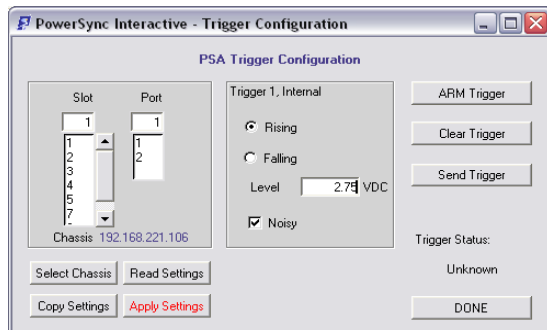 PowerSync Interactive - Trigger Configuration
PSA Trigger Configuration
Slot
Port
1
1
1
2
3
4
5
7
1
2
Chassis 192.168.221.106
Trigger 1, Internal
Rising
Falling
Level 2.75 VDC
Noisy
ARM Trigger
Clear Trigger
Send Trigger
Trigger Status:
Unknown
Select Chassis
Read Settings
Copy Settings
Apply Settings
DONE